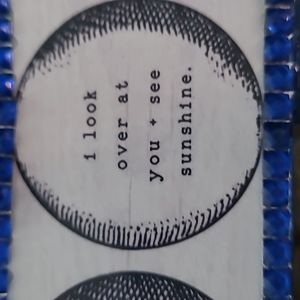 i look
over at
you + see
sunshine.